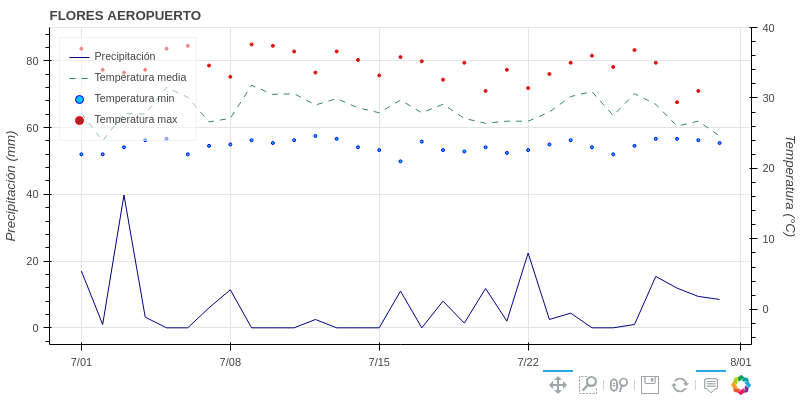 FLORES AEROPUERTO
Precipitación
Temperatura media
Temperatura min
Temperatura max
Precipitación (mm)
80
60
40
20
0
Temperatura (°C)
40
30
20
10
0
7/01
7/08
7/15
7/22
8/01